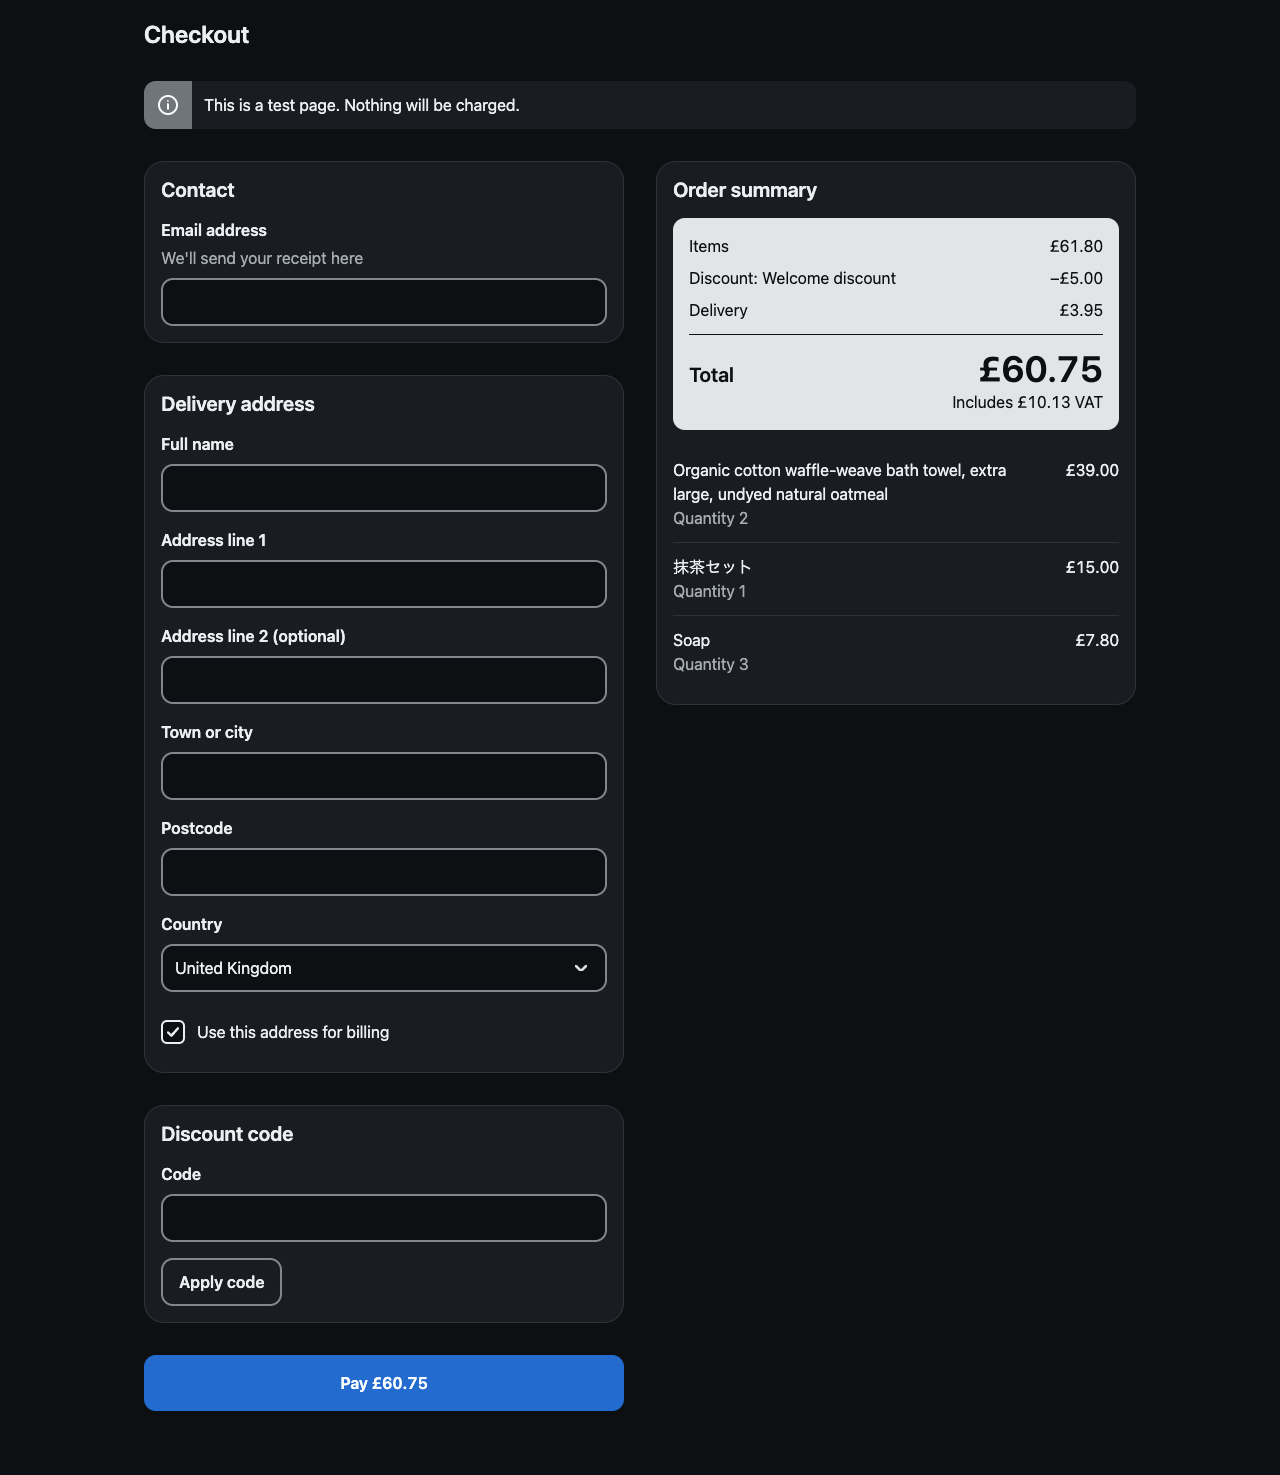 Checkout
This is a test page. Nothing will be charged.
Contact
Email address
We'll send your receipt here
Delivery address
Full name
Address line 1
Address line 2 (optional)
Town or city
Postcode
Country
United Kingdom
Use this address for billing
Discount code
Code
Apply code
Pay £60.75
Order summary
Items £61.80
Discount: Welcome discount −£5.00
Delivery £3.95
Total £60.75
Includes £10.13 VAT
Organic cotton waffle-weave bath towel, extra £39.00
large, undyed natural oatmeal
Quantity 2
抹茶セット £15.00
Quantity 1
Soap £7.80
Quantity 3